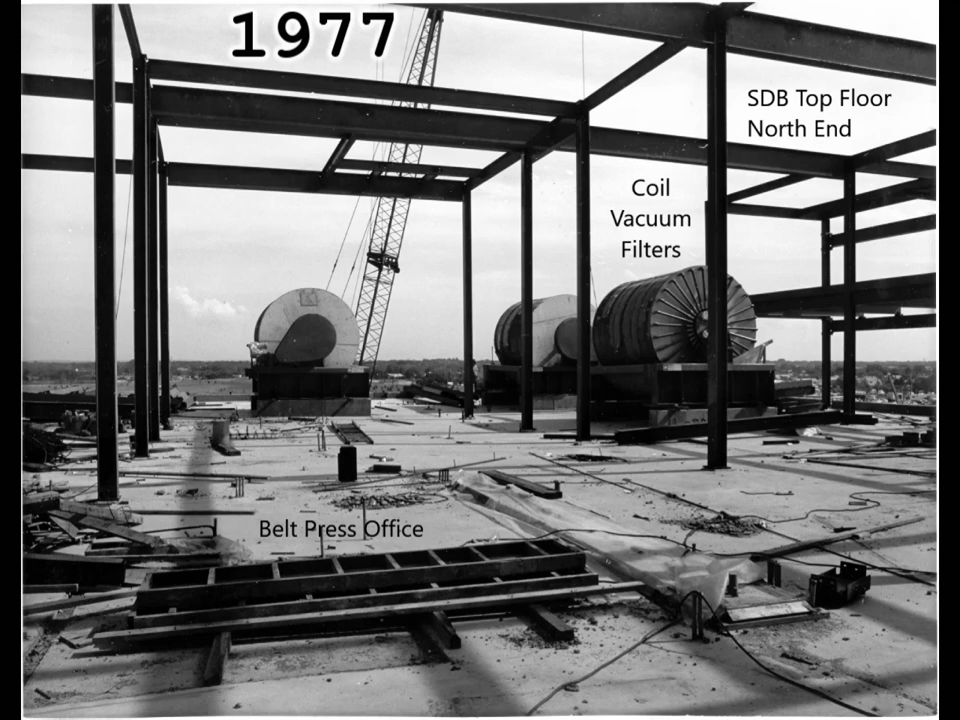 1977
SDB Top Floor
North End
Coil
Vacuum
Filters
Belt Press Office